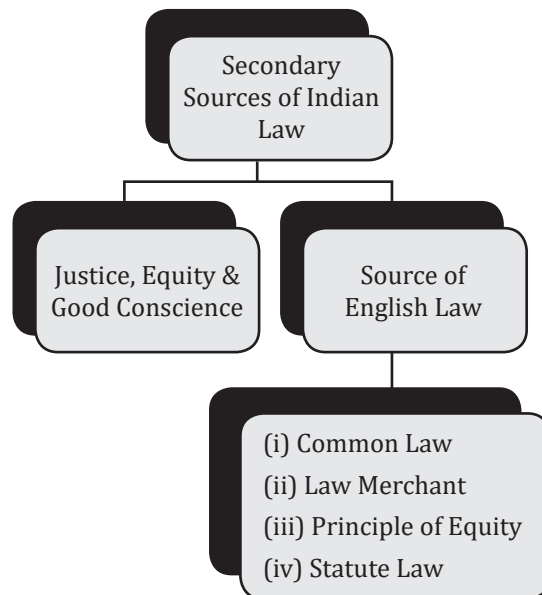 Secondary
Sources of Indian
Law
Justice, Equity &
Good Conscience
Source of
English Law
(i) Common Law
(ii) Law Merchant
(iii) Principle of Equity
(iv) Statute Law